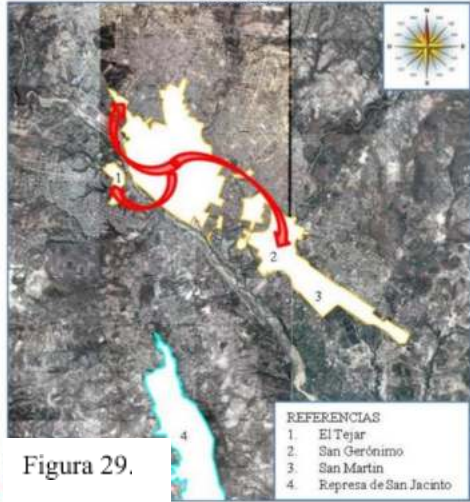 1
2
3
4
REFERENCIAS
1. El Tejar
2. San Gerónimo
3. San Martin
4. Represa de San Jacinto
Figura 29.